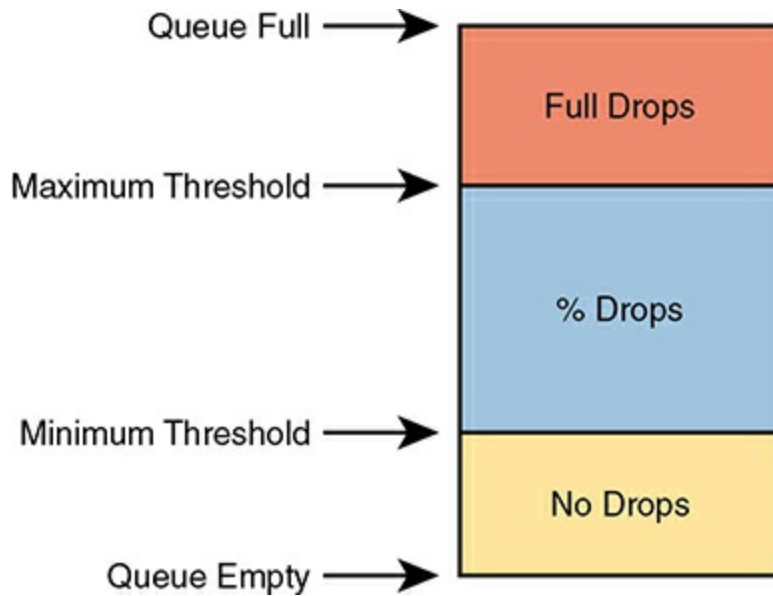 Queue Full
Full Drops
Maximum Threshold
% Drops
Minimum Threshold
No Drops
Queue Empty